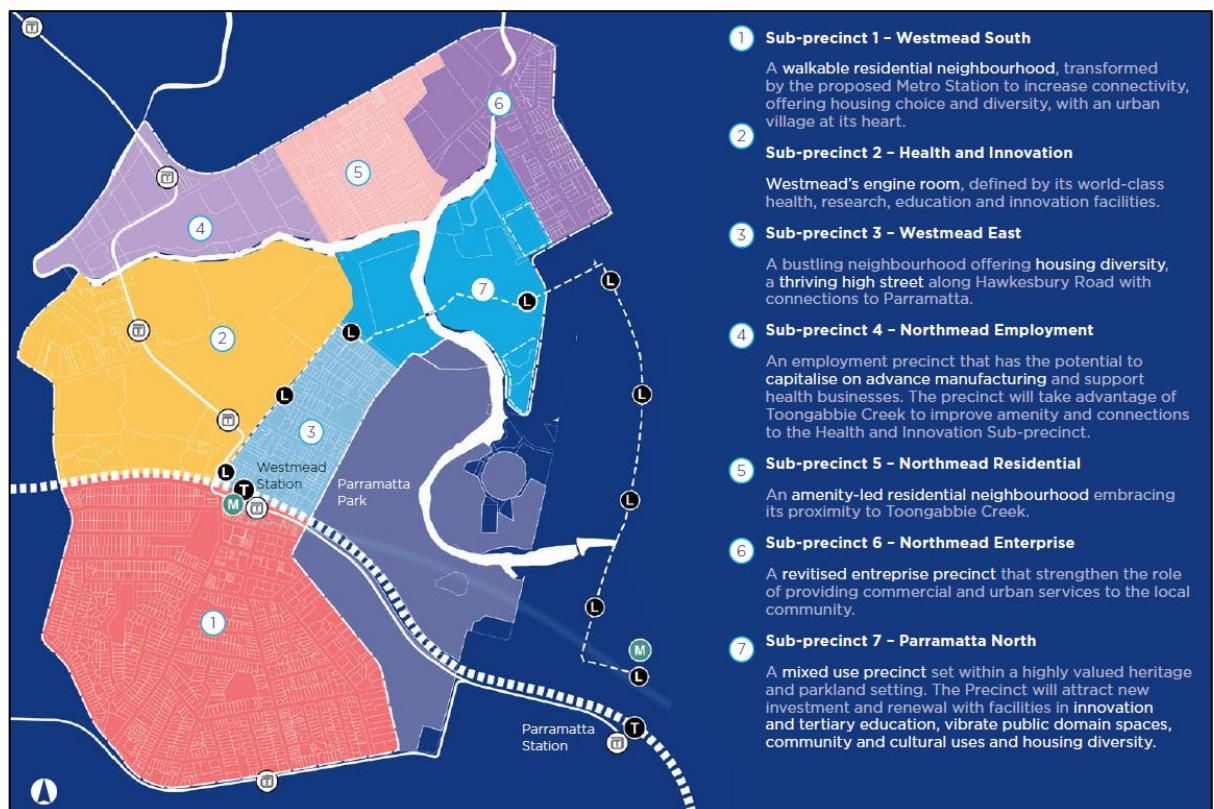 1
Sub-precinct 1 – Westmead South
A walkable residential neighbourhood, transformed
by the proposed Metro Station to increase connectivity,
offering housing choice and diversity, with an urban
village at its heart.
2
Sub-precinct 2 – Health and Innovation
Westmead's engine room, defined by its world-class
health, research, education and innovation facilities.
3
Sub-precinct 3 – Westmead East
A bustling neighbourhood offering housing diversity,
a thriving high street along Hawkesbury Road with
connections to Parramatta.
4
Sub-precinct 4 – Northmead Employment
An employment precinct that has the potential to
capitalise on advance manufacturing and support
health businesses. The precinct will take advantage of
Toongabbie Creek to improve amenity and connections
to the Health and Innovation Sub-precinct.
5
Sub-precinct 5 – Northmead Residential
An amenity-led residential neighbourhood embracing
its proximity to Toongabbie Creek.
6
Sub-precinct 6 – Northmead Enterprise
A revitised entreprise precinct that strengthen the role
of providing commercial and urban services to the local
community.
7
Sub-precinct 7 – Parramatta North
A mixed use precinct set within a highly valued heritage
and parkland setting. The Precinct will attract new
investment and renewal with facilities in innovation
and tertiary education, vibrate public domain spaces,
community and cultural uses and housing diversity.
6
5
4
7
L
L
2
L
L
L
3
L
Westmead
Station
L
T
M
Parramatta
Park
L
L
1
M
L
Parramatta
Station
T